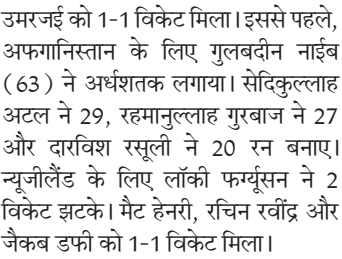 उमरजई को 1-1 विकेट मिला। इससे पहले,
अफगानिस्तान के लिए गुलबदीन नाईब
(63) ने अर्धशतक लगाया। सेदिकुल्लाह
अटल ने 29, रहमानुल्लाह गुरबाज ने 27
और दारविश रसूली ने 20 रन बनाए।
न्यूजीलैंड के लिए लॉकी फर्ग्यूसन ने 2
विकेट झटके। मैट हेनरी, रचिन रवींद्र और
जैकब डफी को 1-1 विकेट मिला।